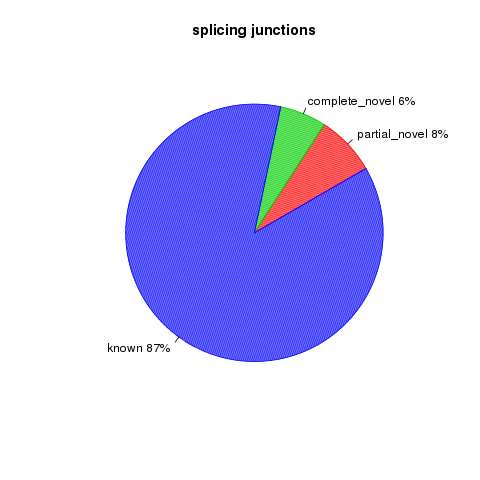 splicing junctions
complete_novel 6%
partial_novel 8%
known 87%